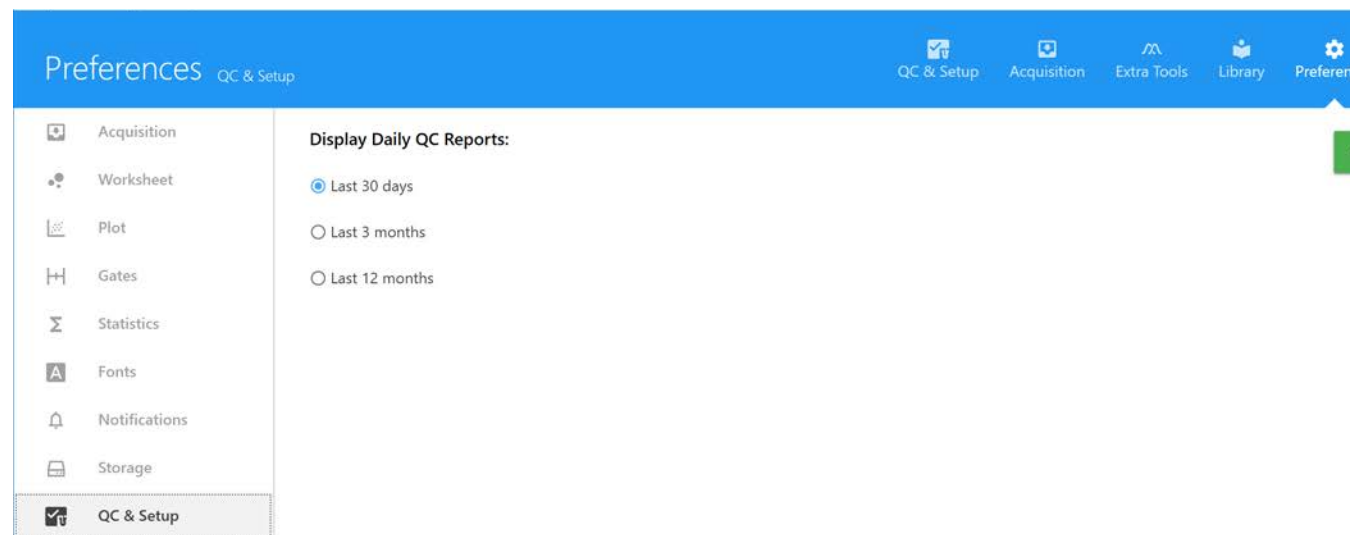 Preferences QC & Setup
QC & Setup
Acquisition
Extra Tools
Library
Preferen
Acquisition
Worksheet
Plot
Gates
Statistics
Fonts
Notifications
Storage
QC & Setup
Display Daily QC Reports:
Last 30 days
Last 3 months
Last 12 months